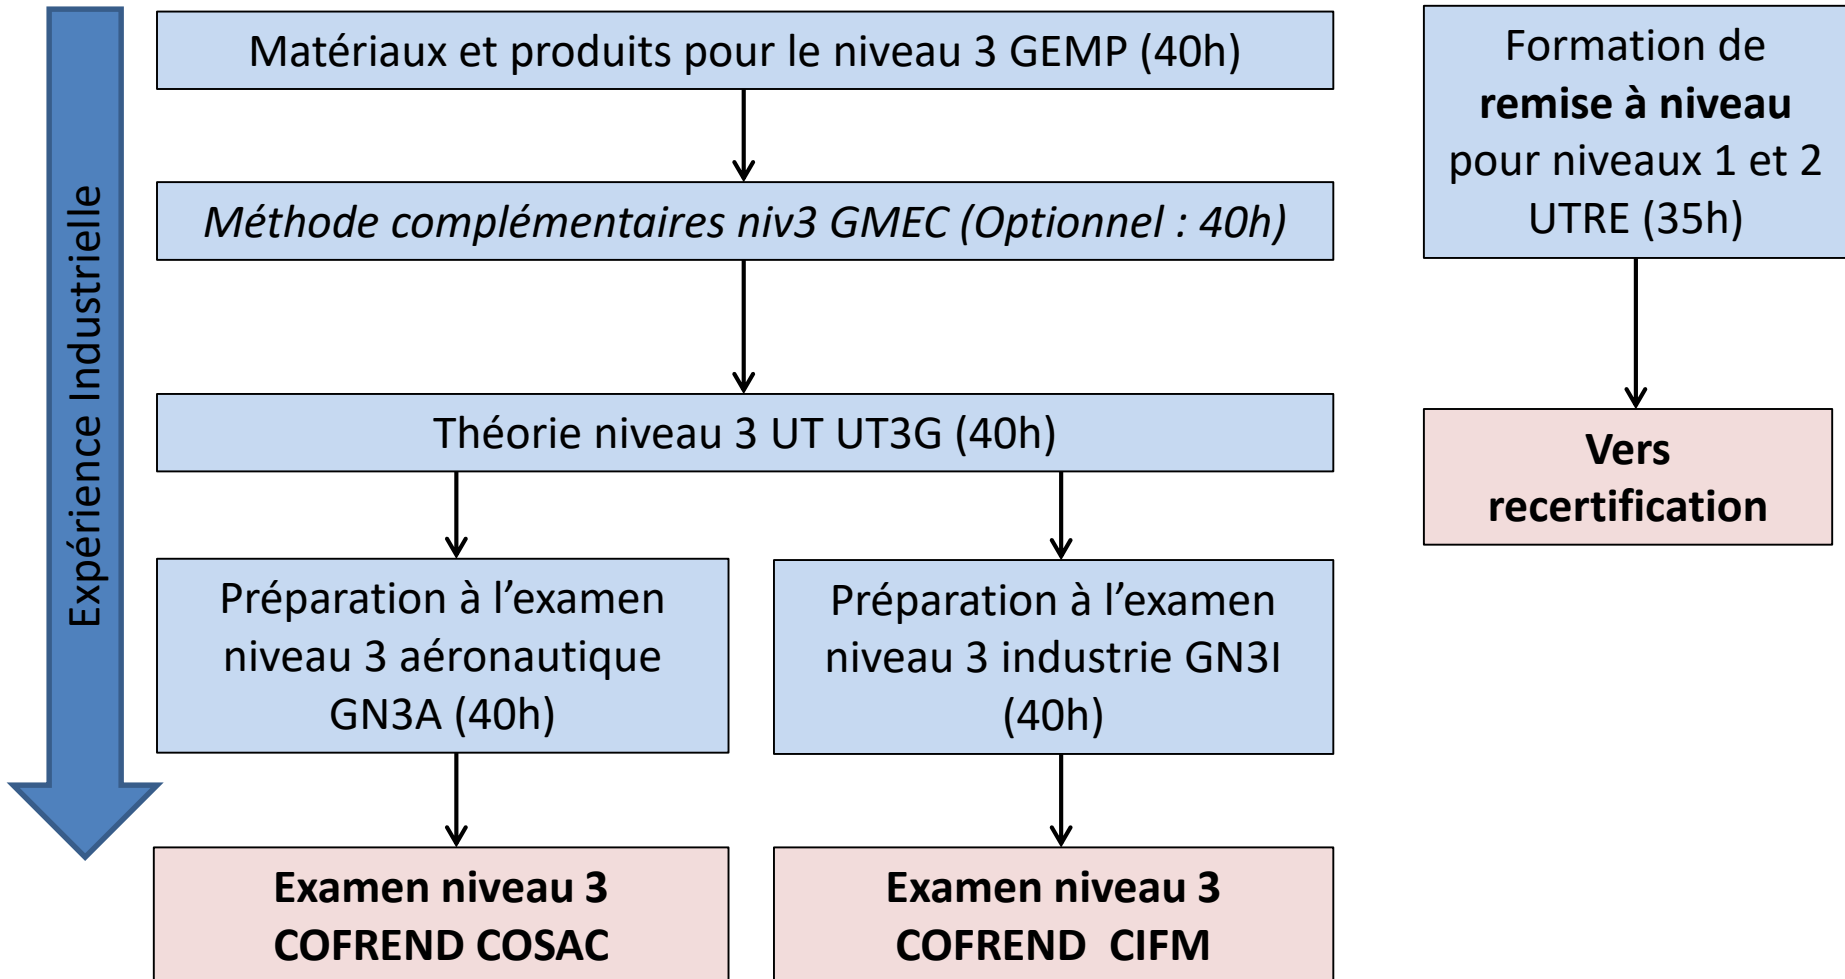 Expérience Industrielle
Matériaux et produits pour le niveau 3 GEMP (40h)
Méthode complémentaires niv3 GMEC (Optionnel : 40h)
Théorie niveau 3 UT UT3G (40h)
Préparation à l’examen
niveau 3 aéronautique
GN3A (40h)
Préparation à l’examen
niveau 3 industrie GN3I
(40h)
Examen niveau 3
COFREND COSAC
Examen niveau 3
COFREND CIFM
Formation de
remise à niveau
pour niveaux 1 et 2
UTRE (35h)
Vers
recertification